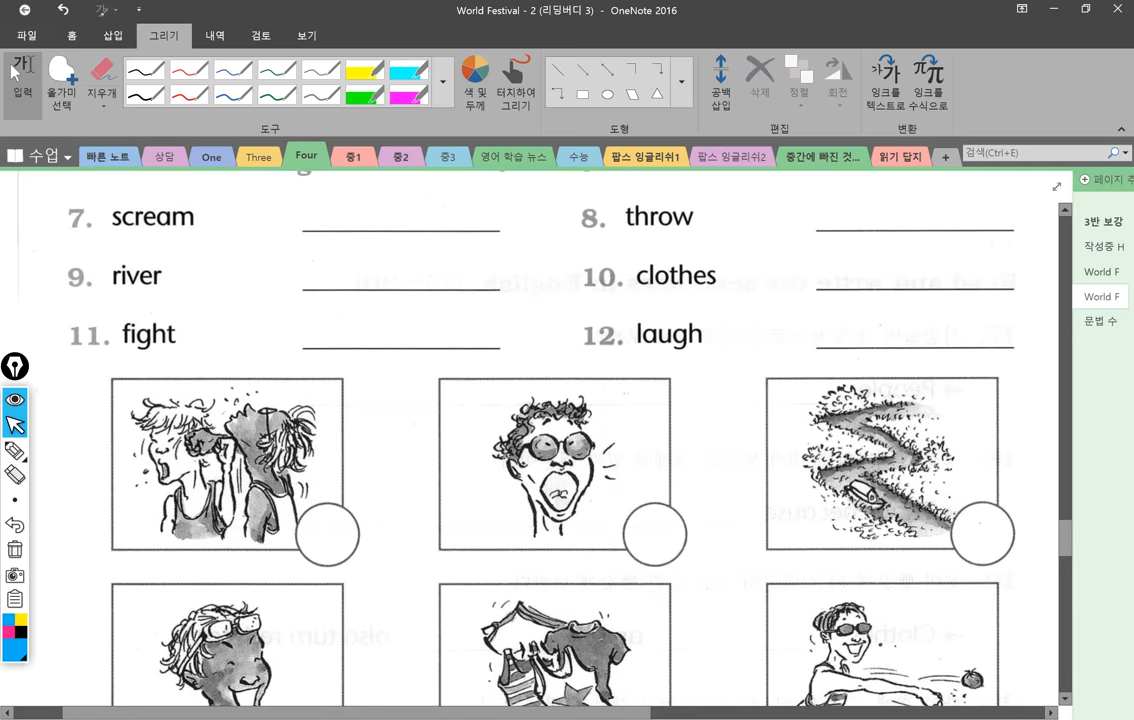 World Festival - 2 (리딩버디 3) - OneNote 2016
파일 홈 삽입 그리기 내역 검토 보기
입력 올가미 선택 지우개 색 및 두께 터치하여 그리기 공백 삽입 삭제 정렬 회전 잉크를 텍스트로 잉크를 수식으로
도구 도형 편집 변환
수업 빠른 노트 상담 One Three Four 중1 중2 중3 영어 학습 뉴스 수능 팝스 잉글리쉬1 팝스 잉글리쉬2 중간에 빠진 것... 읽기 답지 + 검색(Ctrl+E)
페이지 추
3반 보강
작성중 H
World F
World F
문법 수
7. scream
8. throw
9. river
10. clothes
11. fight
12. laugh